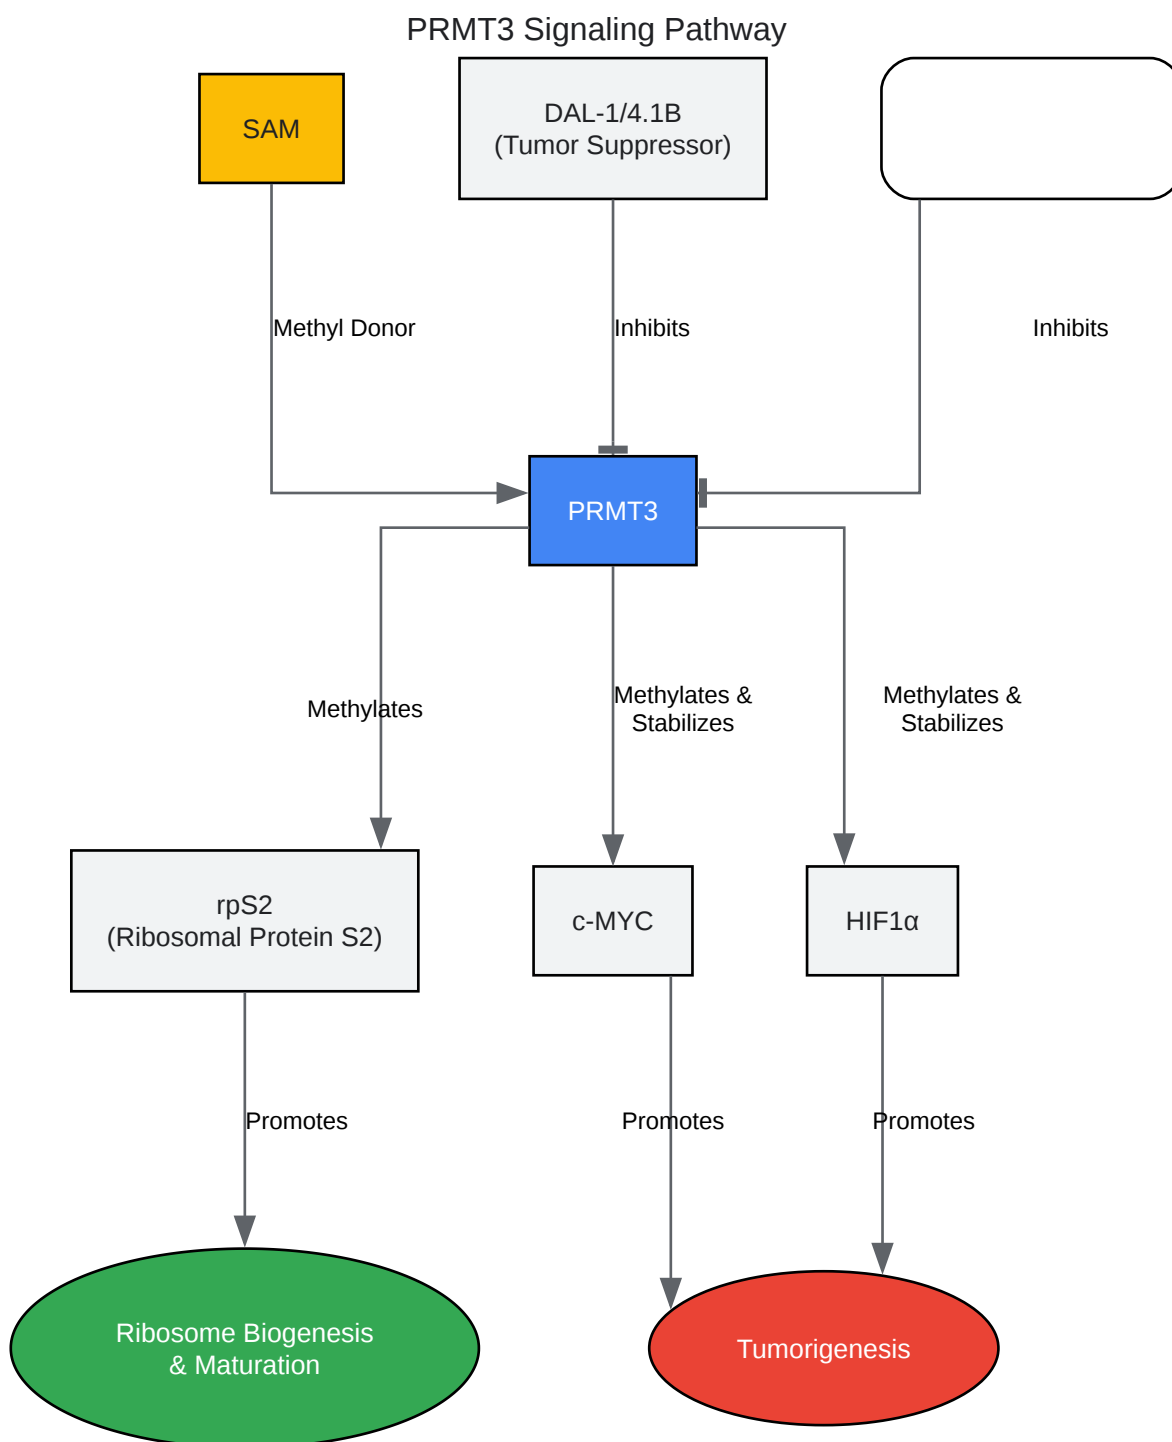 PRMT3 Signaling Pathway
SAM
DAL-1/4.1B
(Tumor Suppressor)
Methyl Donor
Inhibits
Inhibits
PRMT3
Methylates
Methylates &
Stabilizes
Methylates &
Stabilizes
rpS2
(Ribosomal Protein S2)
c-MYC
HIF1α
Promotes
Promotes
Promotes
Ribosome Biogenesis
& Maturation
Tumorigenesis